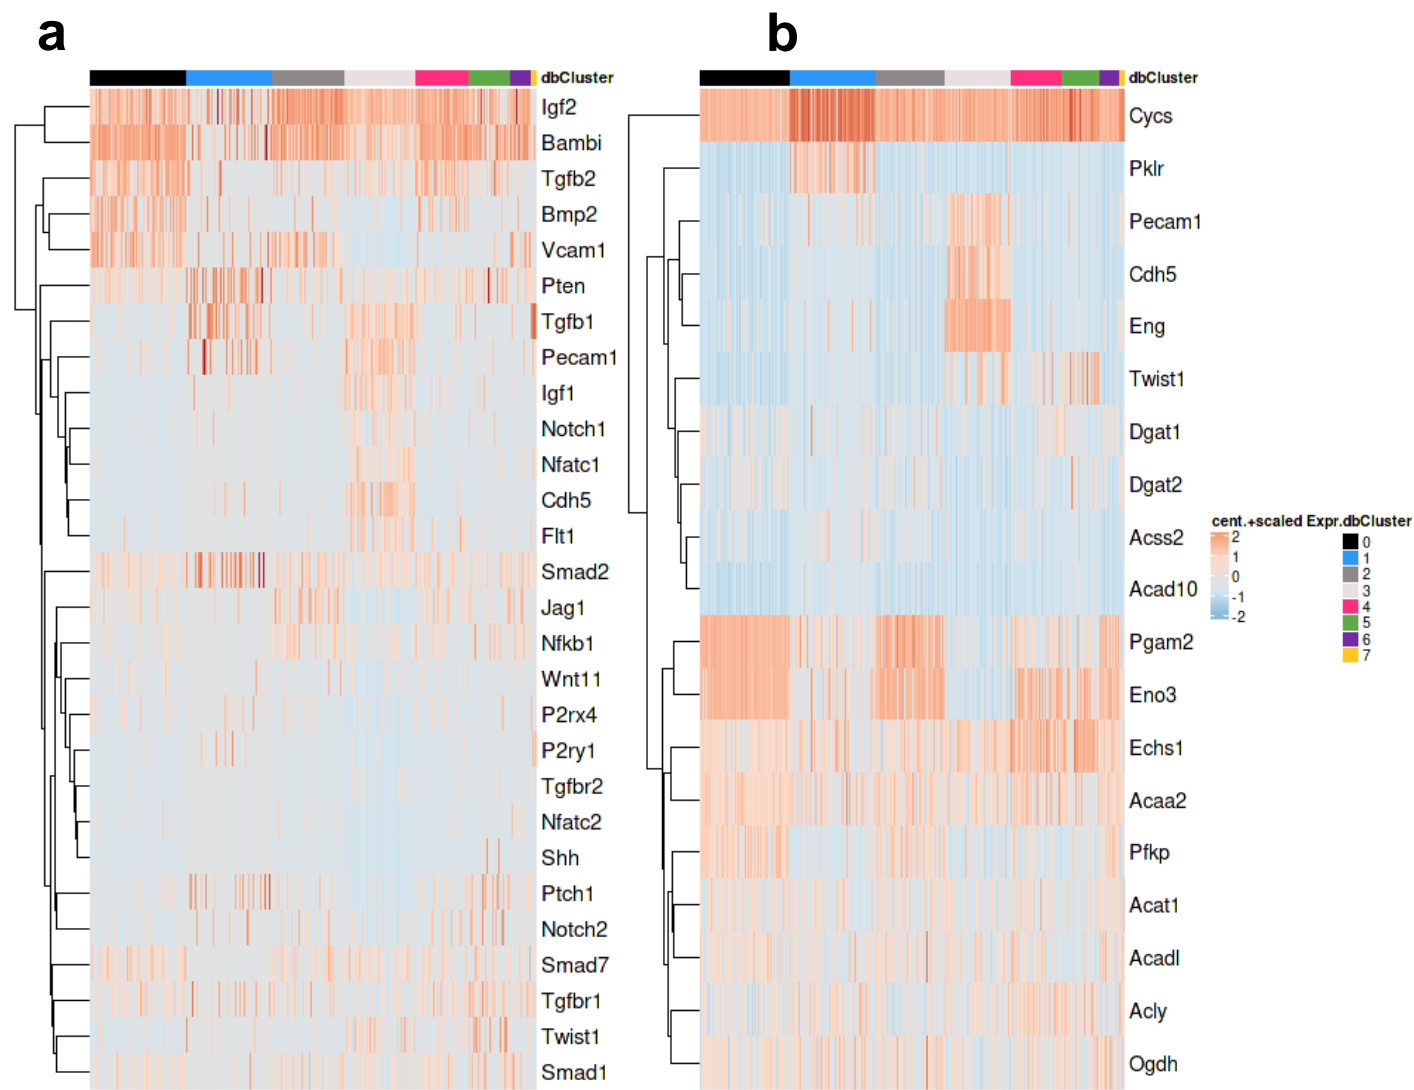 a
b
dbCluster
Igf2
Bambi
Tgfb2
Bmp2
Vcam1
Pten
Tgfb1
Pecam1
Igf1
Notch1
Nfatc1
Cdh5
Flt1
Smad2
Jag1
Nfkb1
Wnt11
P2rx4
P2ry1
Tgfbr2
Nfatc2
Shh
Ptch1
Notch2
Smad7
Tgfbr1
Twist1
Smad1
dbCluster
Cycs
Pklr
Pecam1
Cdh5
Eng
Twist1
Dgat1
Dgat2
Acss2
Acad10
Pgam2
Eno3
Echs1
Acaa2
Pfkp
Acat1
Acadl
Acly
Ogdh
cent.+scaled Expr.
2
1
0
-1
-2
dbCluster
0
1
2
3
4
5
6
7